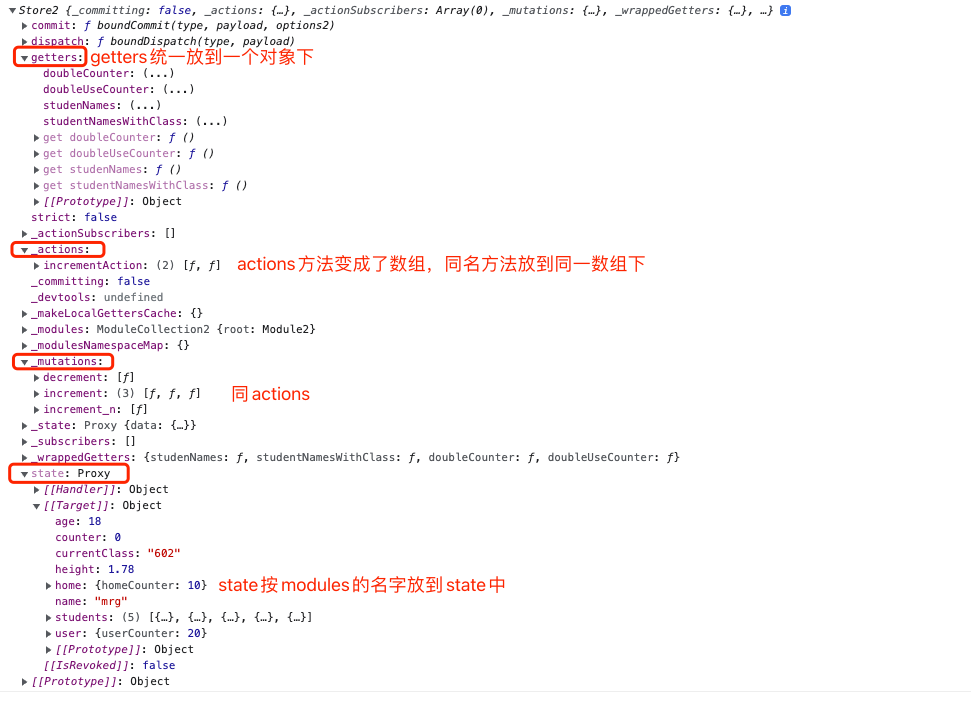 ▼Store2 {_committing: false, _actions: {…}, _actionSubscribers: Array(0), _mutations: {…}, _wrappedGetters: {…}, …} i
▶commit: ƒ boundCommit(type, payload, options2)
▶dispatch: ƒ boundDispatch(type, payload)
▼getters: getters统一放到一个对象下
doubleCounter: (...)
doubleUseCounter: (...)
studenNames: (...)
studentNamesWithClass: (...)
▶get doubleCounter: ƒ ()
▶get doubleUseCounter: ƒ ()
▶get studenNames: ƒ ()
▶get studentNamesWithClass: ƒ ()
▶[[Prototype]]: Object
strict: false
▶_actionSubscribers: []
▼_actions:
▶incrementAction: (2) [ƒ, ƒ] actions方法变成了数组，同名方法放到同一数组下
_committing: false
_devtools: undefined
▶_makeLocalGettersCache: {}
▶_modules: ModuleCollection2 {root: Module2}
▶_modulesNamespaceMap: {}
▼_mutations:
▶decrement: [ƒ]
▶increment: (3) [ƒ, ƒ, ƒ] 同actions
▶increment_n: [ƒ]
▶_state: Proxy {data: {…}}
▶_subscribers: []
▶_wrappedGetters: {studenNames: ƒ, studentNamesWithClass: ƒ, doubleCounter: ƒ, doubleUseCounter: ƒ}
▼state: Proxy
▶[[Handler]]: Object
▼[[Target]]: Object
age: 18
counter: 0
currentClass: "602"
height: 1.78
▶home: {homeCounter: 10} state按modules的名字放到state中
name: "mrg"
▶students: (5) [{…}, {…}, {…}, {…}, {…}]
▶user: {userCounter: 20}
▶[[Prototype]]: Object
[[IsRevoked]]: false
▶[[Prototype]]: Object